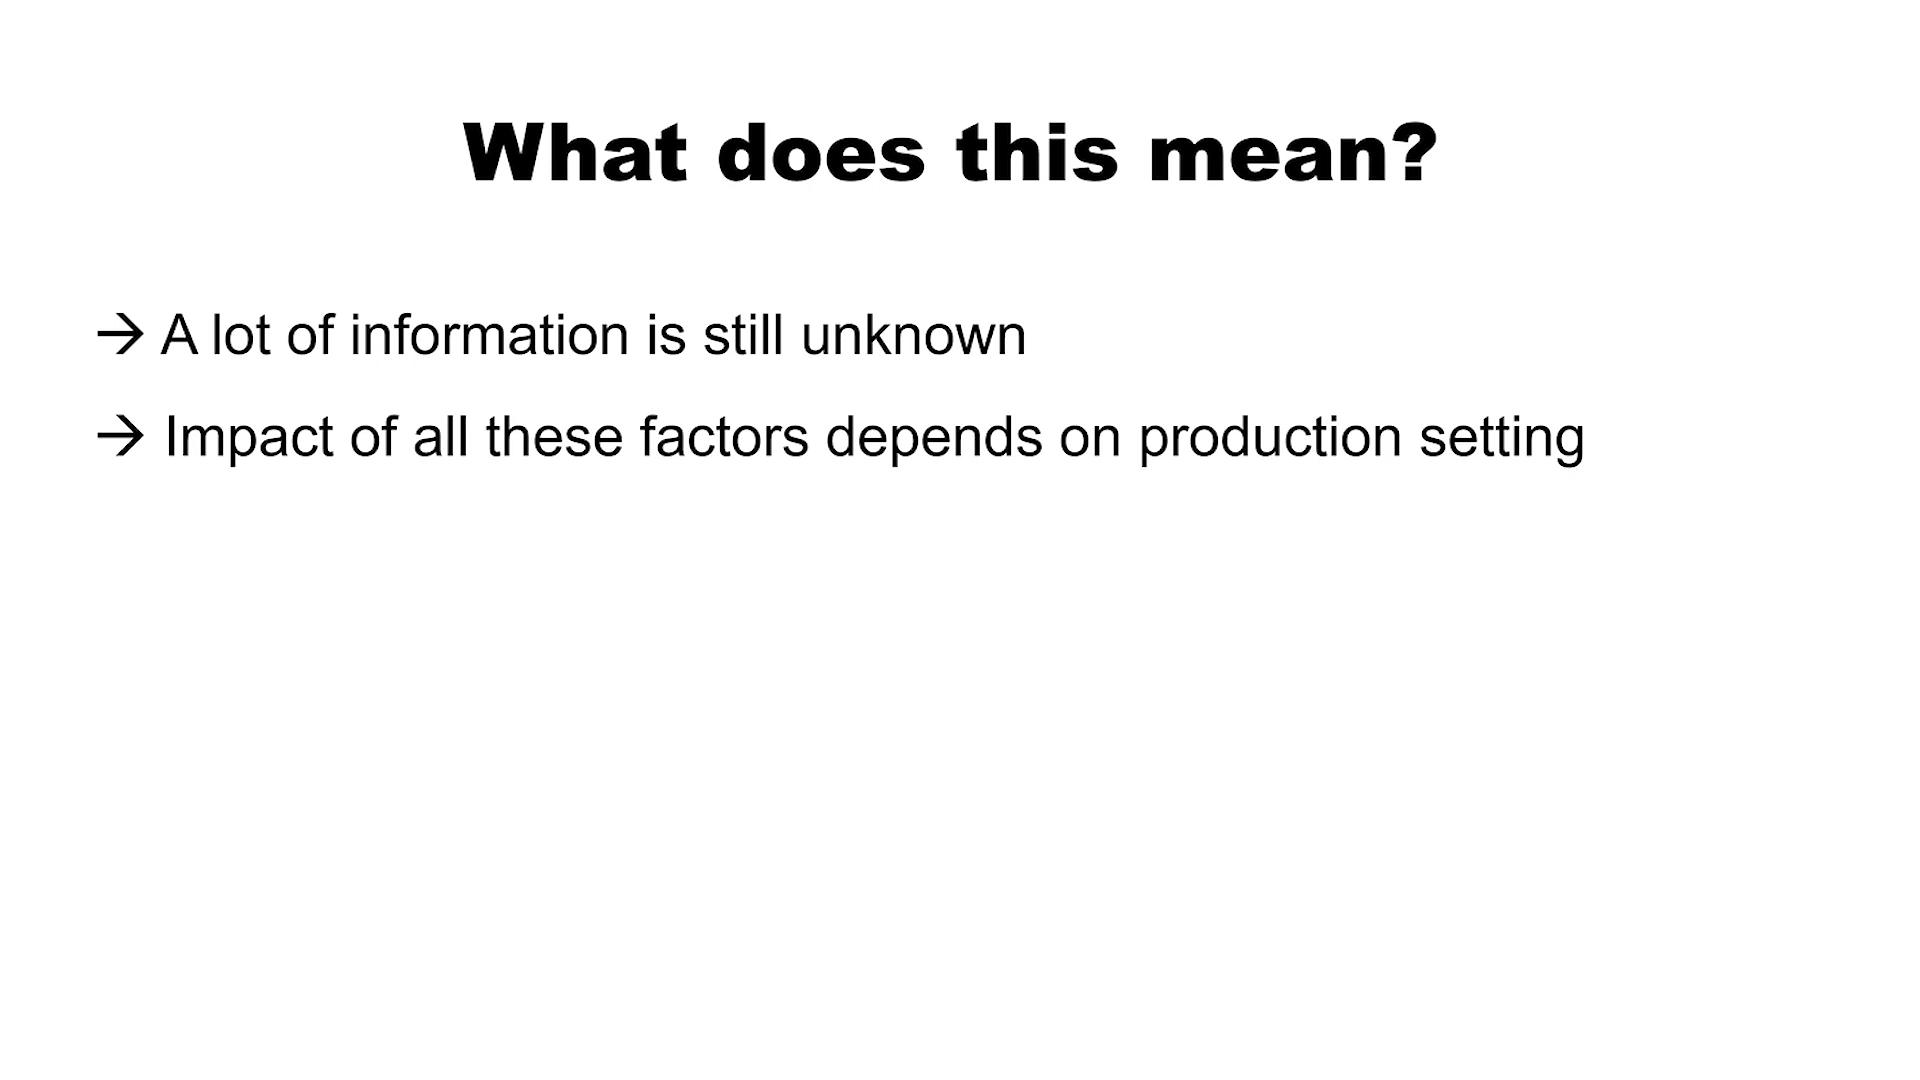 What does this mean?
→ A lot of information is still unknown
→ Impact of all these factors depends on production setting